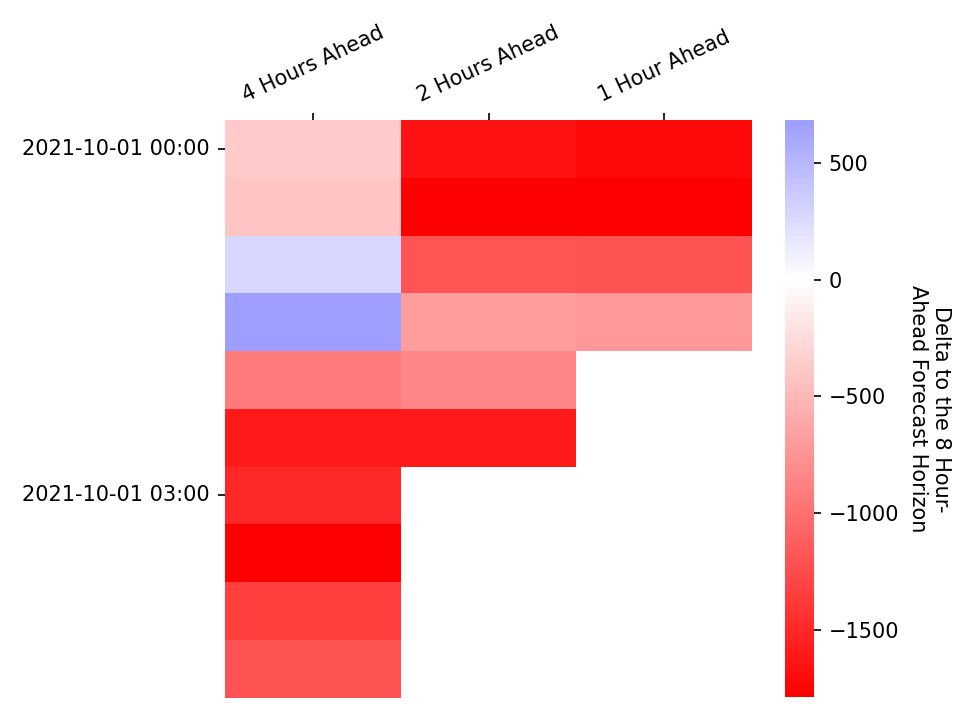 4 Hours Ahead
2 Hours Ahead
1 Hour Ahead
2021-10-01 00:00
2021-10-01 03:00
500
0
−500
−1000
−1500
Delta to the 8 Hour-
Ahead Forecast Horizon